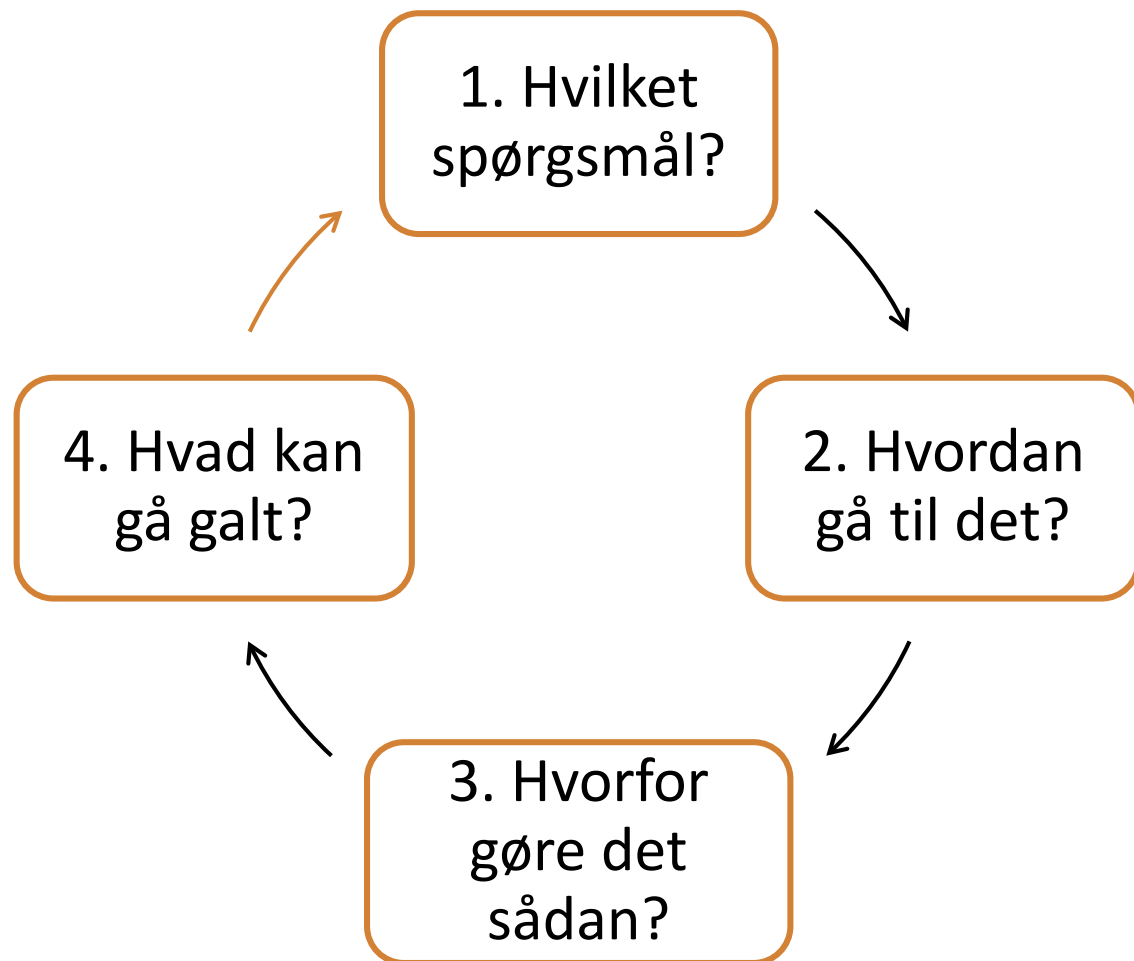 1. Hvilket
spørgsmål?
2. Hvordan
gå til det?
3. Hvorfor
gøre det
sådan?
4. Hvad kan
gå galt?